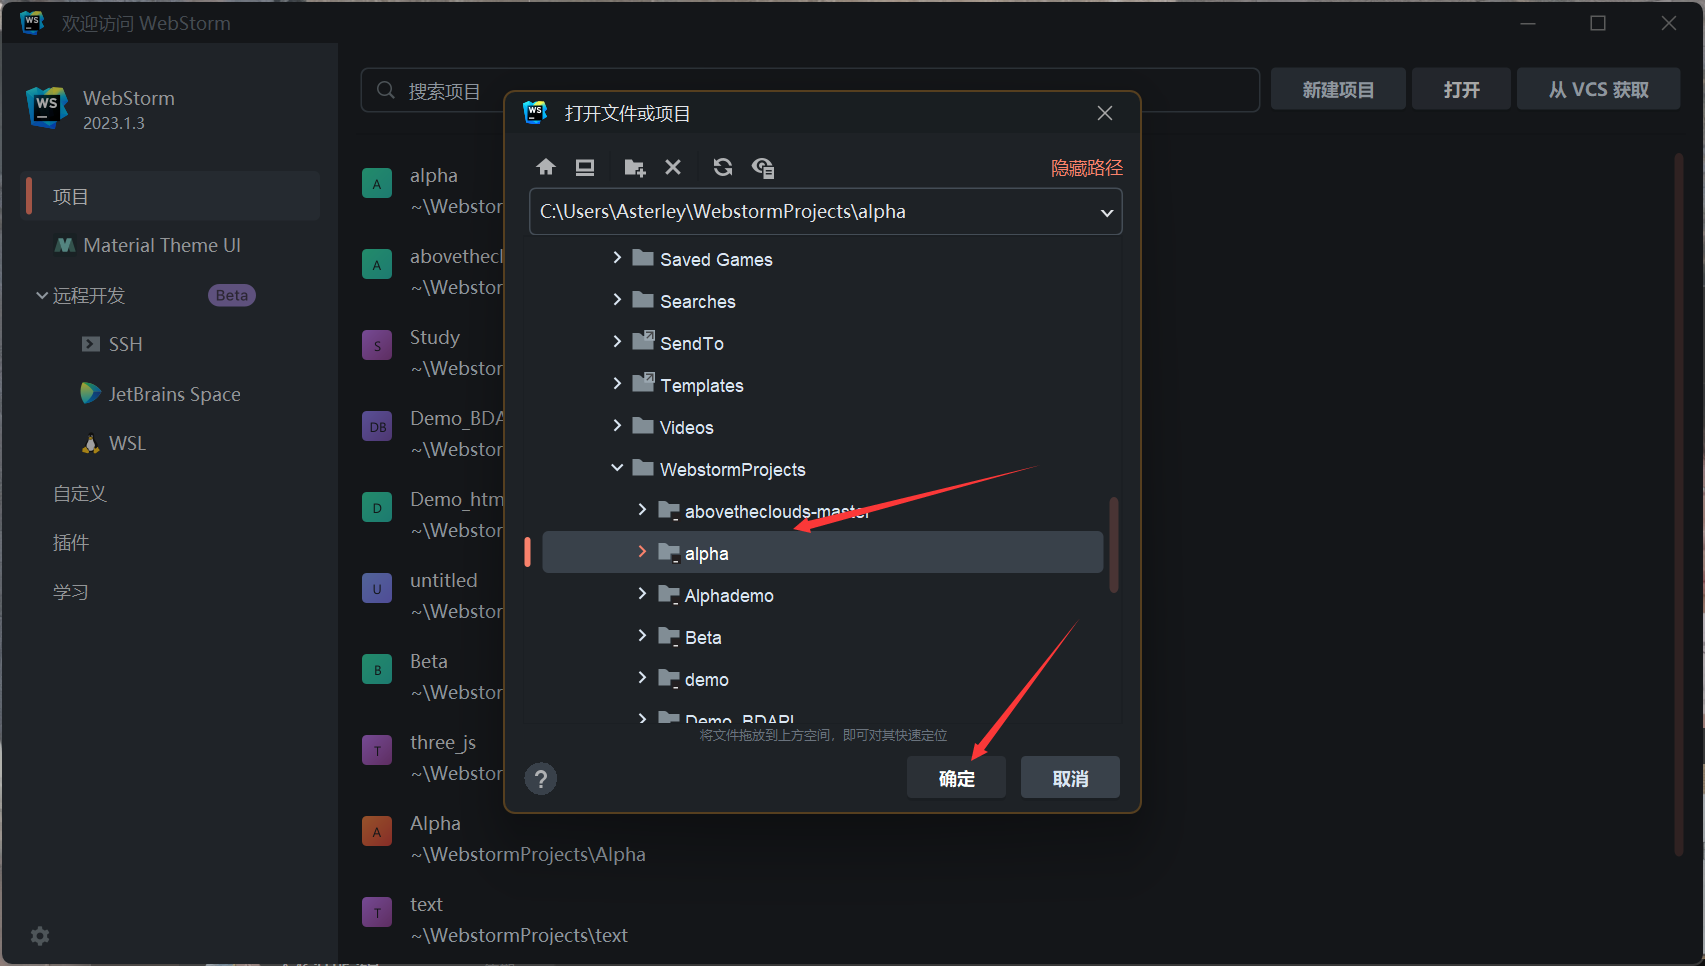 WS
欢迎访问 WebStorm
WS
WebStorm
2023.1.3
项目
Material Theme UI
远程开发
Beta
SSH
JetBrains Space
WSL
自定义
插件
学习
搜索项目
新建项目
打开
从 VCS 获取
A
alpha
~\Webstor
A
abovethecl
~\Webstor
S
Study
~\Webstor
DB
Demo_BDA
~\Webstor
D
Demo_htm
~\Webstor
U
untitled
~\Webstor
B
Beta
~\Webstor
T
three_js
~\Webstor
A
Alpha
~\WebstormProjects\Alpha
T
text
~\WebstormProjects\text
WS
打开文件或项目
隐藏路径
C:\Users\Asterley\WebstormProjects\alpha
Saved Games
Searches
SendTo
Templates
Videos
WebstormProjects
abovetheclouds-master
alpha
Alphademo
Beta
demo
Demo_BDAPI
将文件拖放到上方空间，即可对其快速定位
?
确定
取消